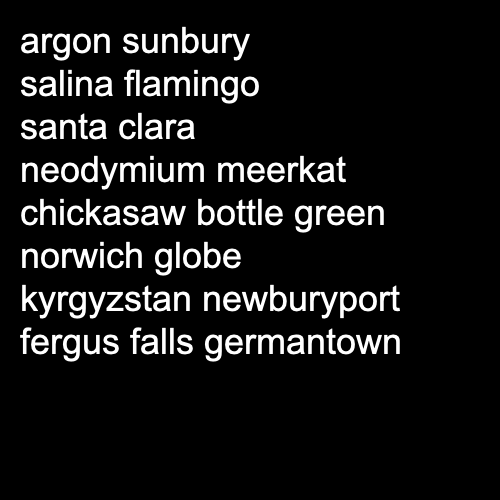 argon sunbury
salina flamingo
santa clara
neodymium meerkat
chickasaw bottle green
norwich globe
kyrgyzstan newburyport
fergus falls germantown